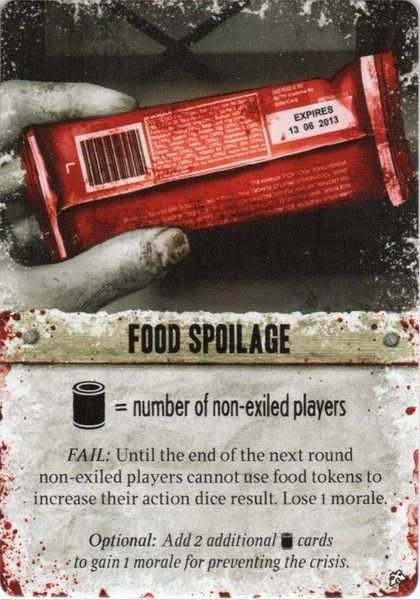 EXPIRES
13 06 2013
L
FOOD SPOILAGE
= number of non-exiled players
FAIL: Until the end of the next round
non-exiled players cannot use food tokens to
increase their action dice result. Lose 1 morale.
Optional: Add 2 additional cards
to gain 1 morale for preventing the crisis.